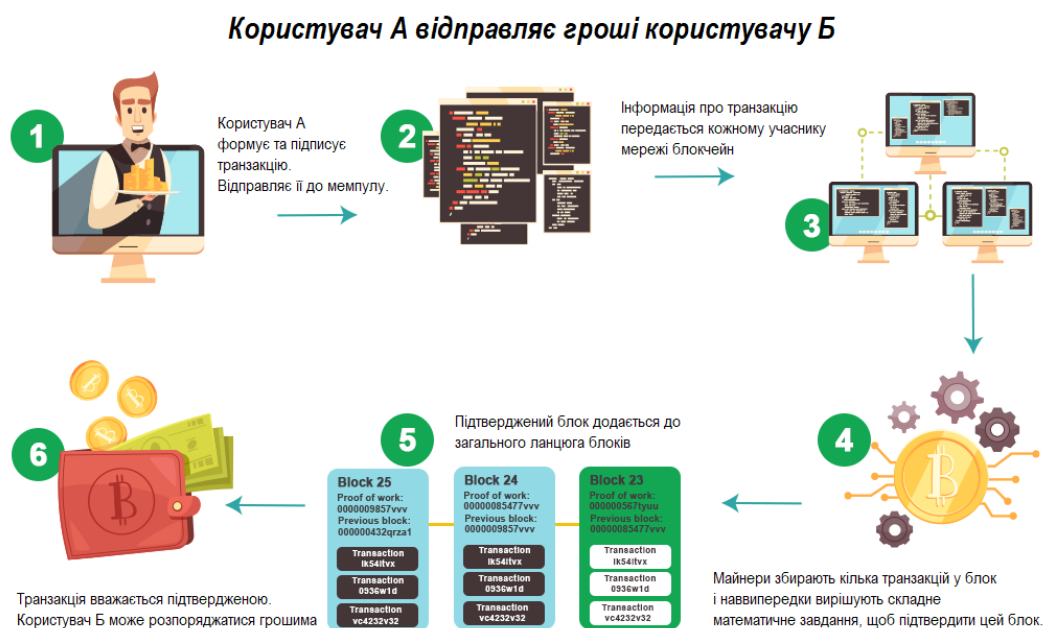 Користувач А відправляє гроші користувачу Б
1
Користувач А
формує та підписує
транзакцію.
Відправляє її до мемпулу.
2
Інформація про транзакцію
передається кожному учаснику
мережі блокчейн
3
4
Майнери збирають кілька транзакцій у блок
і наввипередки вирішують складне
математичне завдання, щоб підтвердити цей блок.
5
Підтверджений блок додається до
загального ланцюга блоків
Block 25
Proof of work:
0000009857vvv
Previous block:
000000432qrza1
Transaction
lk54ltvx
Transaction
0936w1d
Transaction
vc4232v32
Block 24
Proof of work:
00000085477vvv
Previous block:
0000009857vvv
Transaction
lk54ltvx
Transaction
0936w1d
Transaction
vc4232v32
Block 23
Proof of work:
000000567tyuu
Previous block:
00000085477vvv
Transaction
lk54ltvx
Transaction
0936w1d
Transaction
vc4232v32
6
Транзакція вважається підтвердженою.
Користувач Б може розпоряджатися грошима